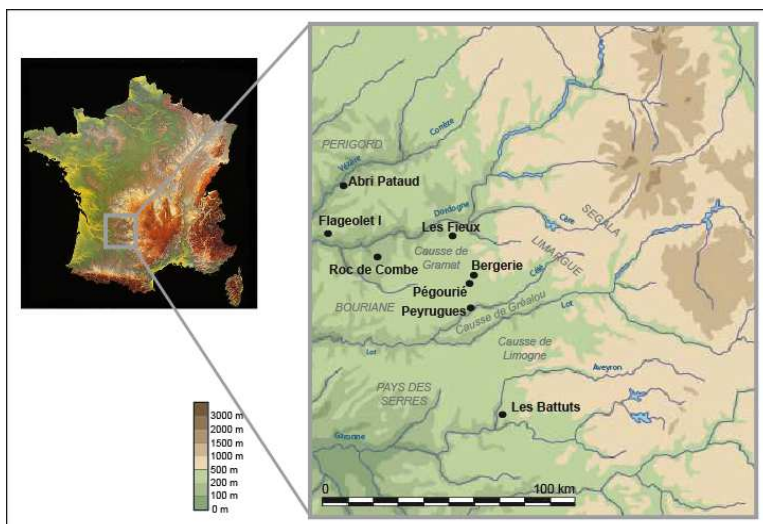 PERIGORD
Corrèze
Vézère
Abri Pataud
Dordogne
Flageolet I
Les Fieux
Cère
SEGALA
Causse de
Gramat
LIMARGUE
Roc de Combe
Bergerie
Célé
Pégourié
BOURIANE
Peyrugues
Causse de Gréalou
Lot
Lot
Causse de
Limogne
Aveyron
PAYS DES
SERRES
Les Battuts
Garonne
3000 m
2000 m
1500 m
1000 m
500 m
200 m
100 m
0 m
0
100 km